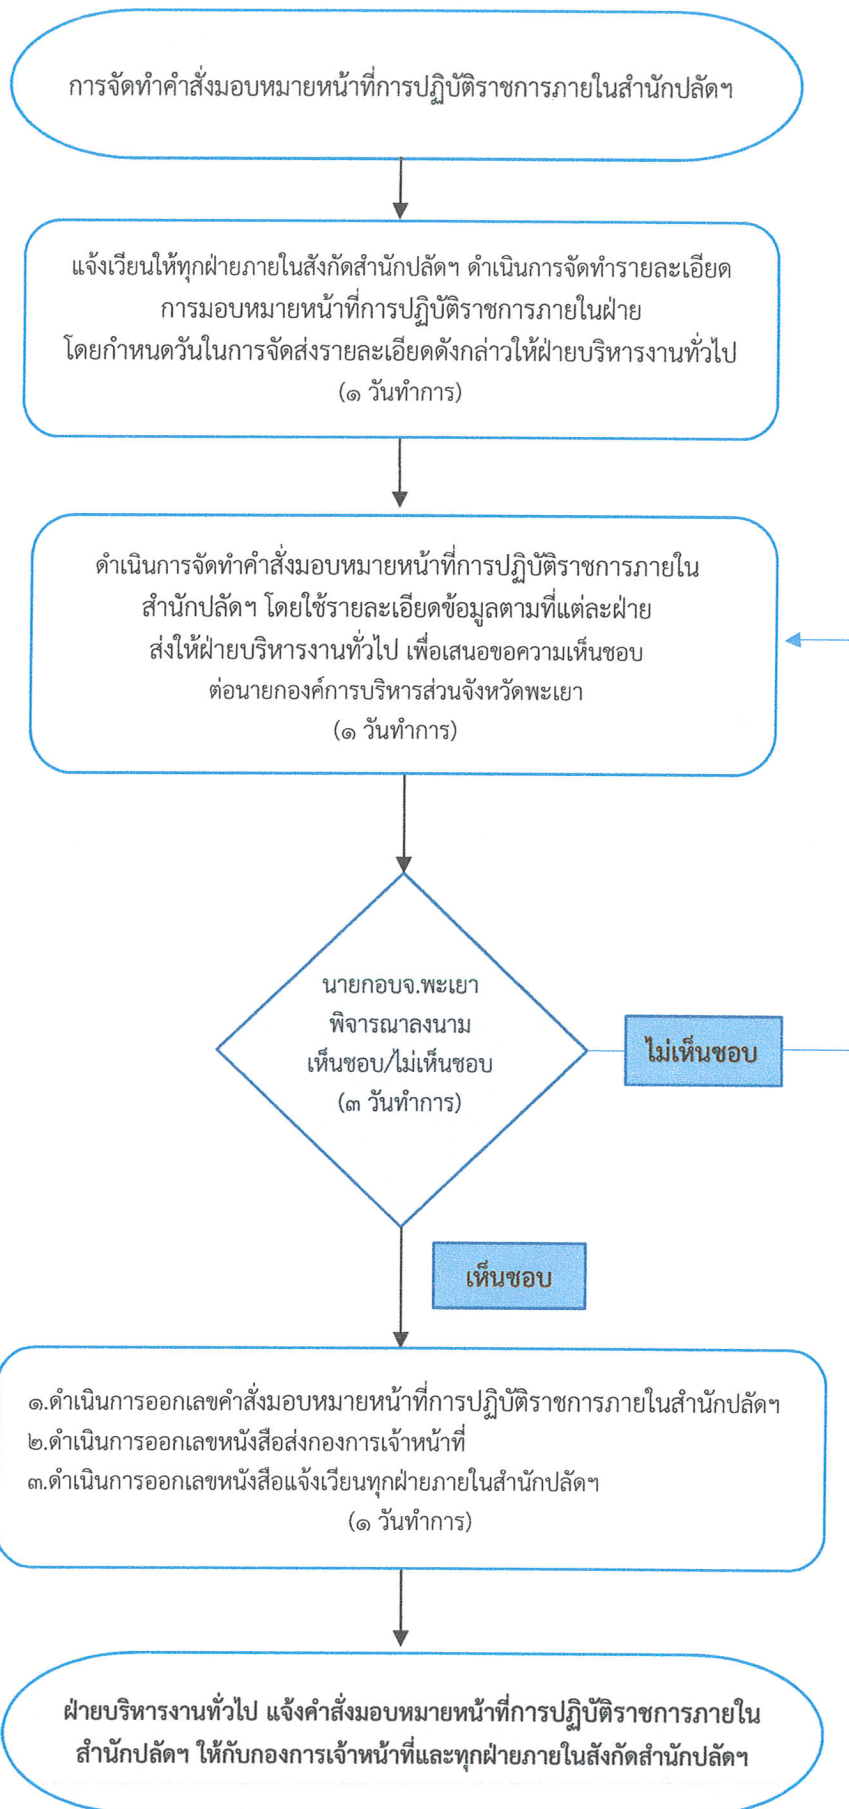 การจัดทำคำสั่งมอบหมายหน้าที่การปฏิบัติราชการภายในสำนักปลัดฯ
แจ้งเวียนให้ทุกฝ่ายภายในสังกัดสำนักปลัดฯ ดำเนินการจัดทำรายละเอียด
การมอบหมายหน้าที่การปฏิบัติราชการภายในฝ่าย
โดยกำหนดวันในการจัดส่งรายละเอียดดังกล่าวให้ฝ่ายบริหารงานทั่วไป
(๑ วันทำการ)
ดำเนินการจัดทำคำสั่งมอบหมายหน้าที่การปฏิบัติราชการภายใน
สำนักปลัดฯ โดยใช้รายละเอียดข้อมูลตามที่แต่ละฝ่าย
ส่งให้ฝ่ายบริหารงานทั่วไป เพื่อเสนอขอความเห็นชอบ
ต่อนายกองค์การบริหารส่วนจังหวัดพะเยา
(๑ วันทำการ)
นายกอบจ.พะเยา
พิจารณาลงนาม
เห็นชอบ/ไม่เห็นชอบ
(๓ วันทำการ)
ไม่เห็นชอบ
เห็นชอบ
๑.ดำเนินการออกเลขคำสั่งมอบหมายหน้าที่การปฏิบัติราชการภายในสำนักปลัดฯ
๒.ดำเนินการออกเลขหนังสือส่งกองการเจ้าหน้าที่
๓.ดำเนินการออกเลขหนังสือแจ้งเวียนทุกฝ่ายภายในสำนักปลัดฯ
(๑ วันทำการ)
ฝ่ายบริหารงานทั่วไป แจ้งคำสั่งมอบหมายหน้าที่การปฏิบัติราชการภายใน
สำนักปลัดฯ ให้กับกองการเจ้าหน้าที่และทุกฝ่ายภายในสังกัดสำนักปลัดฯ